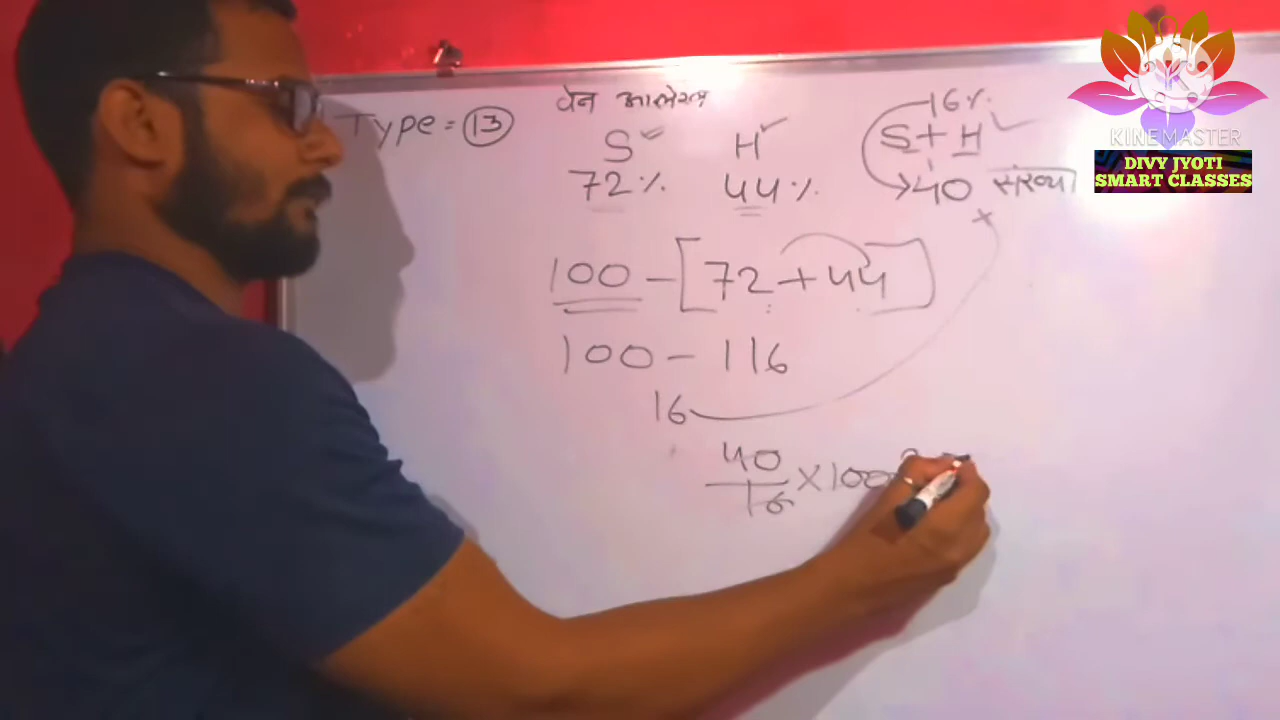 Type = 13
वेन आलेख
S H
72% 44%
16%
S + H
40 संख्या
100 - [72 + 44]
100 - 116
16
40/16 × 100
KINEMASTER
DIVY JYOTI
SMART CLASSES